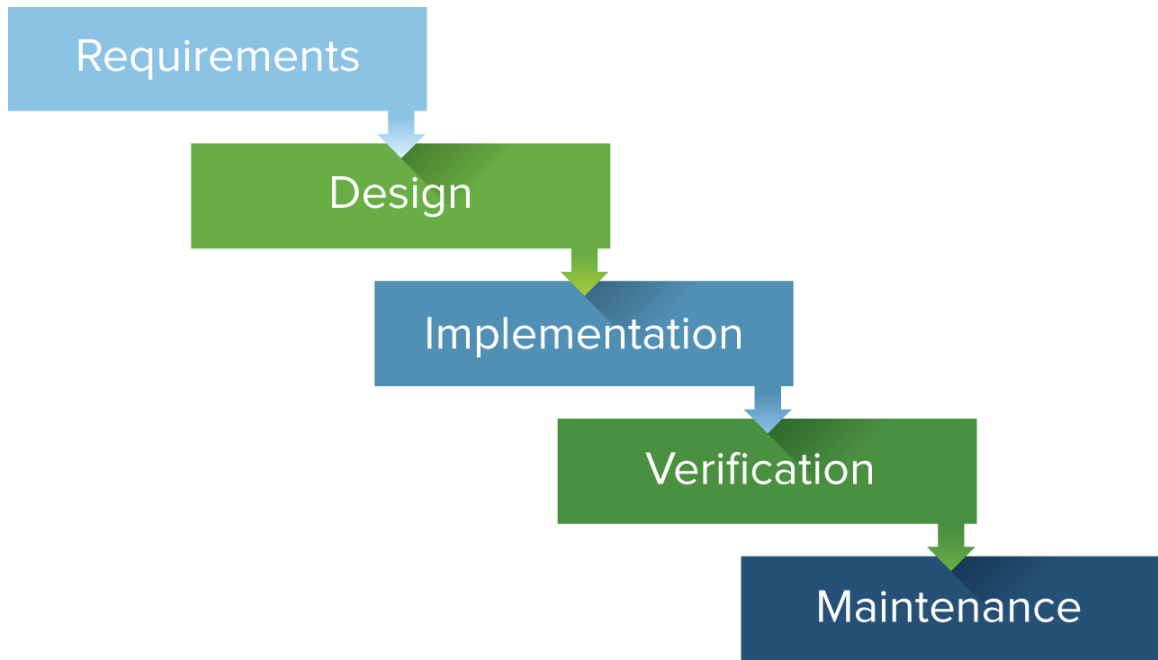 Requirements
Design
Implementation
Verification
Maintenance